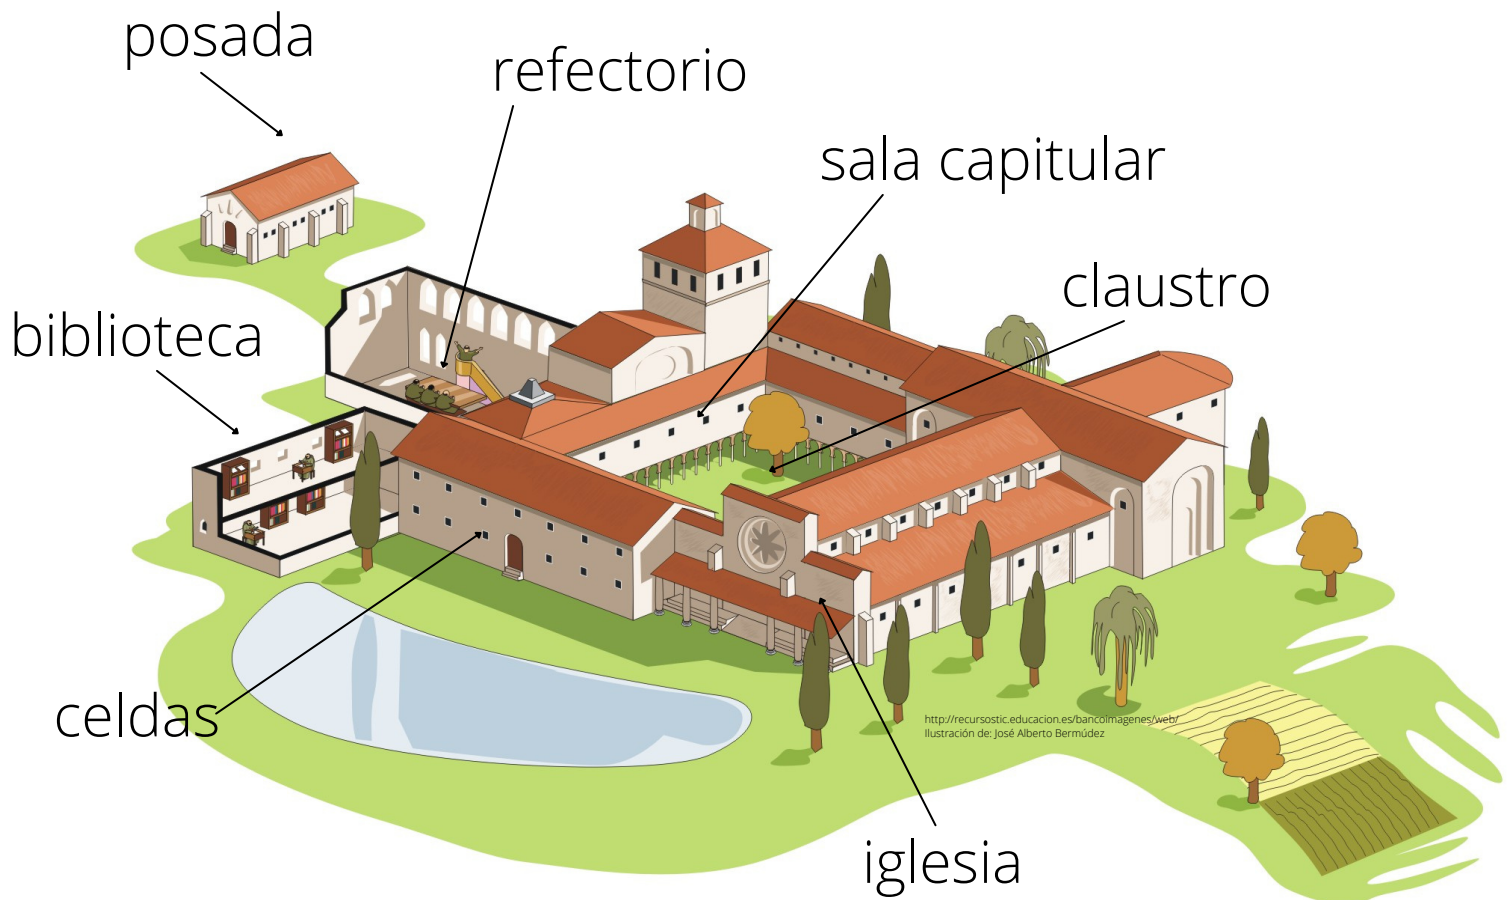 posada
refectorio
sala capitular
claustro
biblioteca
celdas
http://recursostic.educacion.es/bancoimagenes/web/
Ilustración de: José Alberto Bermúdez
iglesia